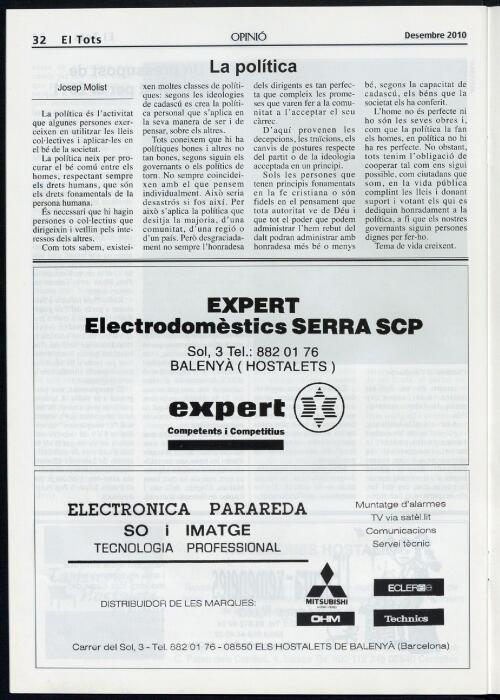 32 El Tots
OPINIÓ
Desembre 2010
La política
Josep Molist
La política és l'activitat
que algunes persones exer-
ceixen en utilitzar les lleis
col·lectives i aplicar-les en
el bé de la societat.
La política neix per pro-
curar el bé comú entre els
homes, respectant sempre
els drets humans, que són
els drets fonamentals de la
persona humana.
És necessari que hi hagin
persones o col·lectius que
dirigeixin i vetllin pels inte-
ressos dels altres.
Com tots sabem, existei-
xen moltes classes de políti-
ques: segons les ideologies
de cadascú es crea la políti-
ca personal que s'aplica en
la seva manera de ser i de
pensar, sobre els altres.
Tots coneixem que hi ha
polítiques bones i altres no
tan bones, segons siguin els
governants o els polítics de
torn. No sempre coincidei-
xen amb el que pensem
individualment. Això seria
desastrós si fos així. Per
això s'aplica la política que
desitja la majoria, d'una
comunitat, d'una regió o
d'un país. Però desgraciada-
ment no sempre l'honradesa
dels dirigents es tan perfec-
ta que compleix les prome-
ses que varen fer a la comu-
nitat a l'acceptar el seu
càrrec.
D'aquí provenen les
decepcions, les traïcions, els
canvis de postures respecte
del partit o de la ideologia
acceptada en un principi.
Sols les persones que
tenen principis fonamentats
en la fe cristiana o són
fidels en el pensament que
tota autoritat ve de Déu i
que tot el poder que podem
administrar l'hem rebut del
dalt podran administrar amb
honradesa més bé o menys
bé, segons la capacitat de
cadascú, els béns que la
societat els ha conferit.
L'home no és perfecte ni
ho són les seves obres i,
com que la política la fan
els homes, en política no hi
ha res perfecte. No obstant,
tots tenim l'obligació de
cooperar tal com ens sigui
possible, com ciutadans que
som, en la vida pública
complint les lleis i donant
suport i votant els qui es
dediquin honradament a la
política, a fi que els nostres
governants siguin persones
dignes per fer-ho.
Tema de vida creixent.
EXPERT
Electrodomèstics SERRA SCP
Sol, 3 Tel.: 882 01 76
BALENYÀ ( HOSTALETS )
expert
Competents i Competitius
ELECTRONICA PARAREDA
SO i IMATGE
TECNOLOGIA PROFESSIONAL
Muntatge d'alarmes
TV via satèl.lit
Comunicacions
Servei tècnic
DISTRIBUIDOR DE LES MARQUES:
MITSUBISHI
OHM
ECLER
Technics
Carrer del Sol, 3 - Tel. 882 01 76 - 08550 ELS HOSTALETS DE BALENYÀ (Barcelona)